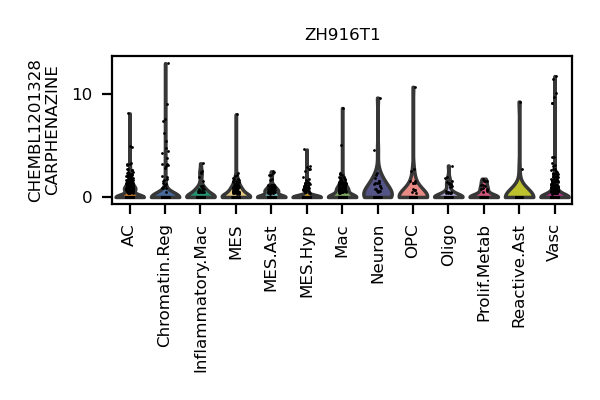 ZH916T1
CHEMBL1201328
CARPHENAZINE
10
0
AC
Chromatin.Reg
Inflammatory.Mac
MES
MES.Ast
MES.Hyp
Mac
Neuron
OPC
Oligo
Prolif.Metab
Reactive.Ast
Vasc